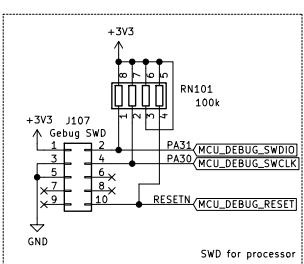 +3V3
8 7 6 5
RN101
100k
1 2 3 4
+3V3
J107
Gebug SWD
1 2 PA31 MCU_DEBUG_SWDIO
3 4 PA30 MCU_DEBUG_SWCLK
5 6
7 8
9 10 RESETN MCU_DEBUG_RESET
GND
SWD for processor